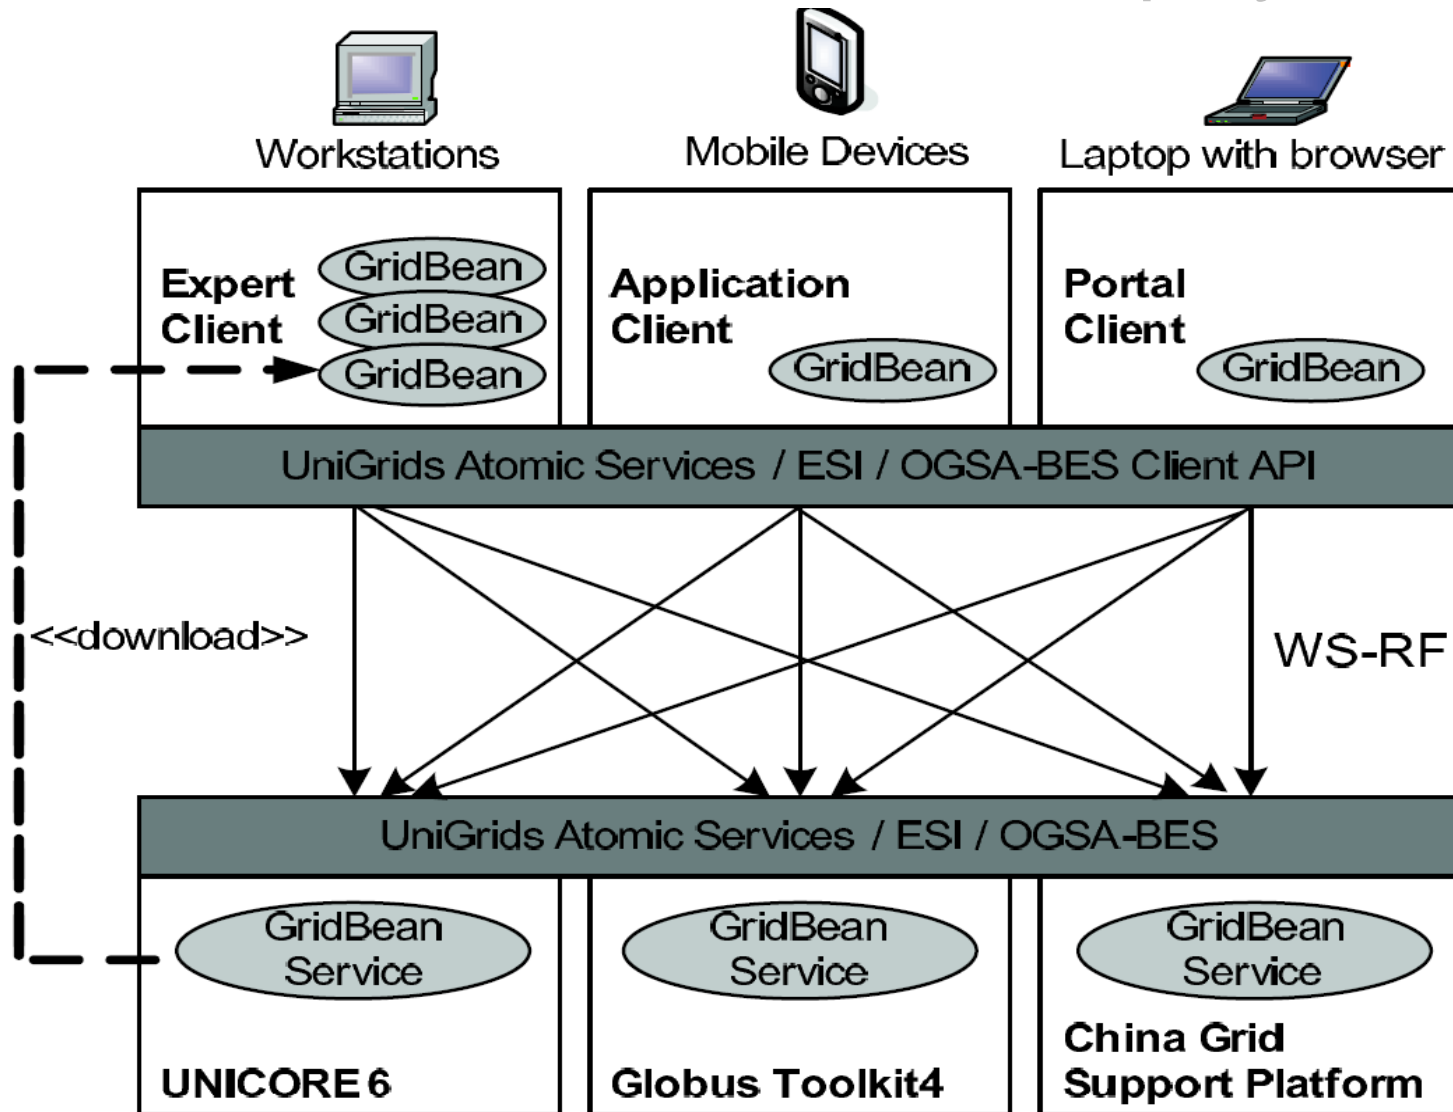 Workstations
Mobile Devices
Laptop with browser
Expert
Client
GridBean
GridBean
GridBean
Application
Client
GridBean
Portal
Client
GridBean
UniGrids Atomic Services / ESI / OGSA-BES Client API
<<download>>
WS-RF
UniGrids Atomic Services / ESI / OGSA-BES
GridBean
Service
UNICORE 6
GridBean
Service
Globus Toolkit4
GridBean
Service
China Grid
Support Platform